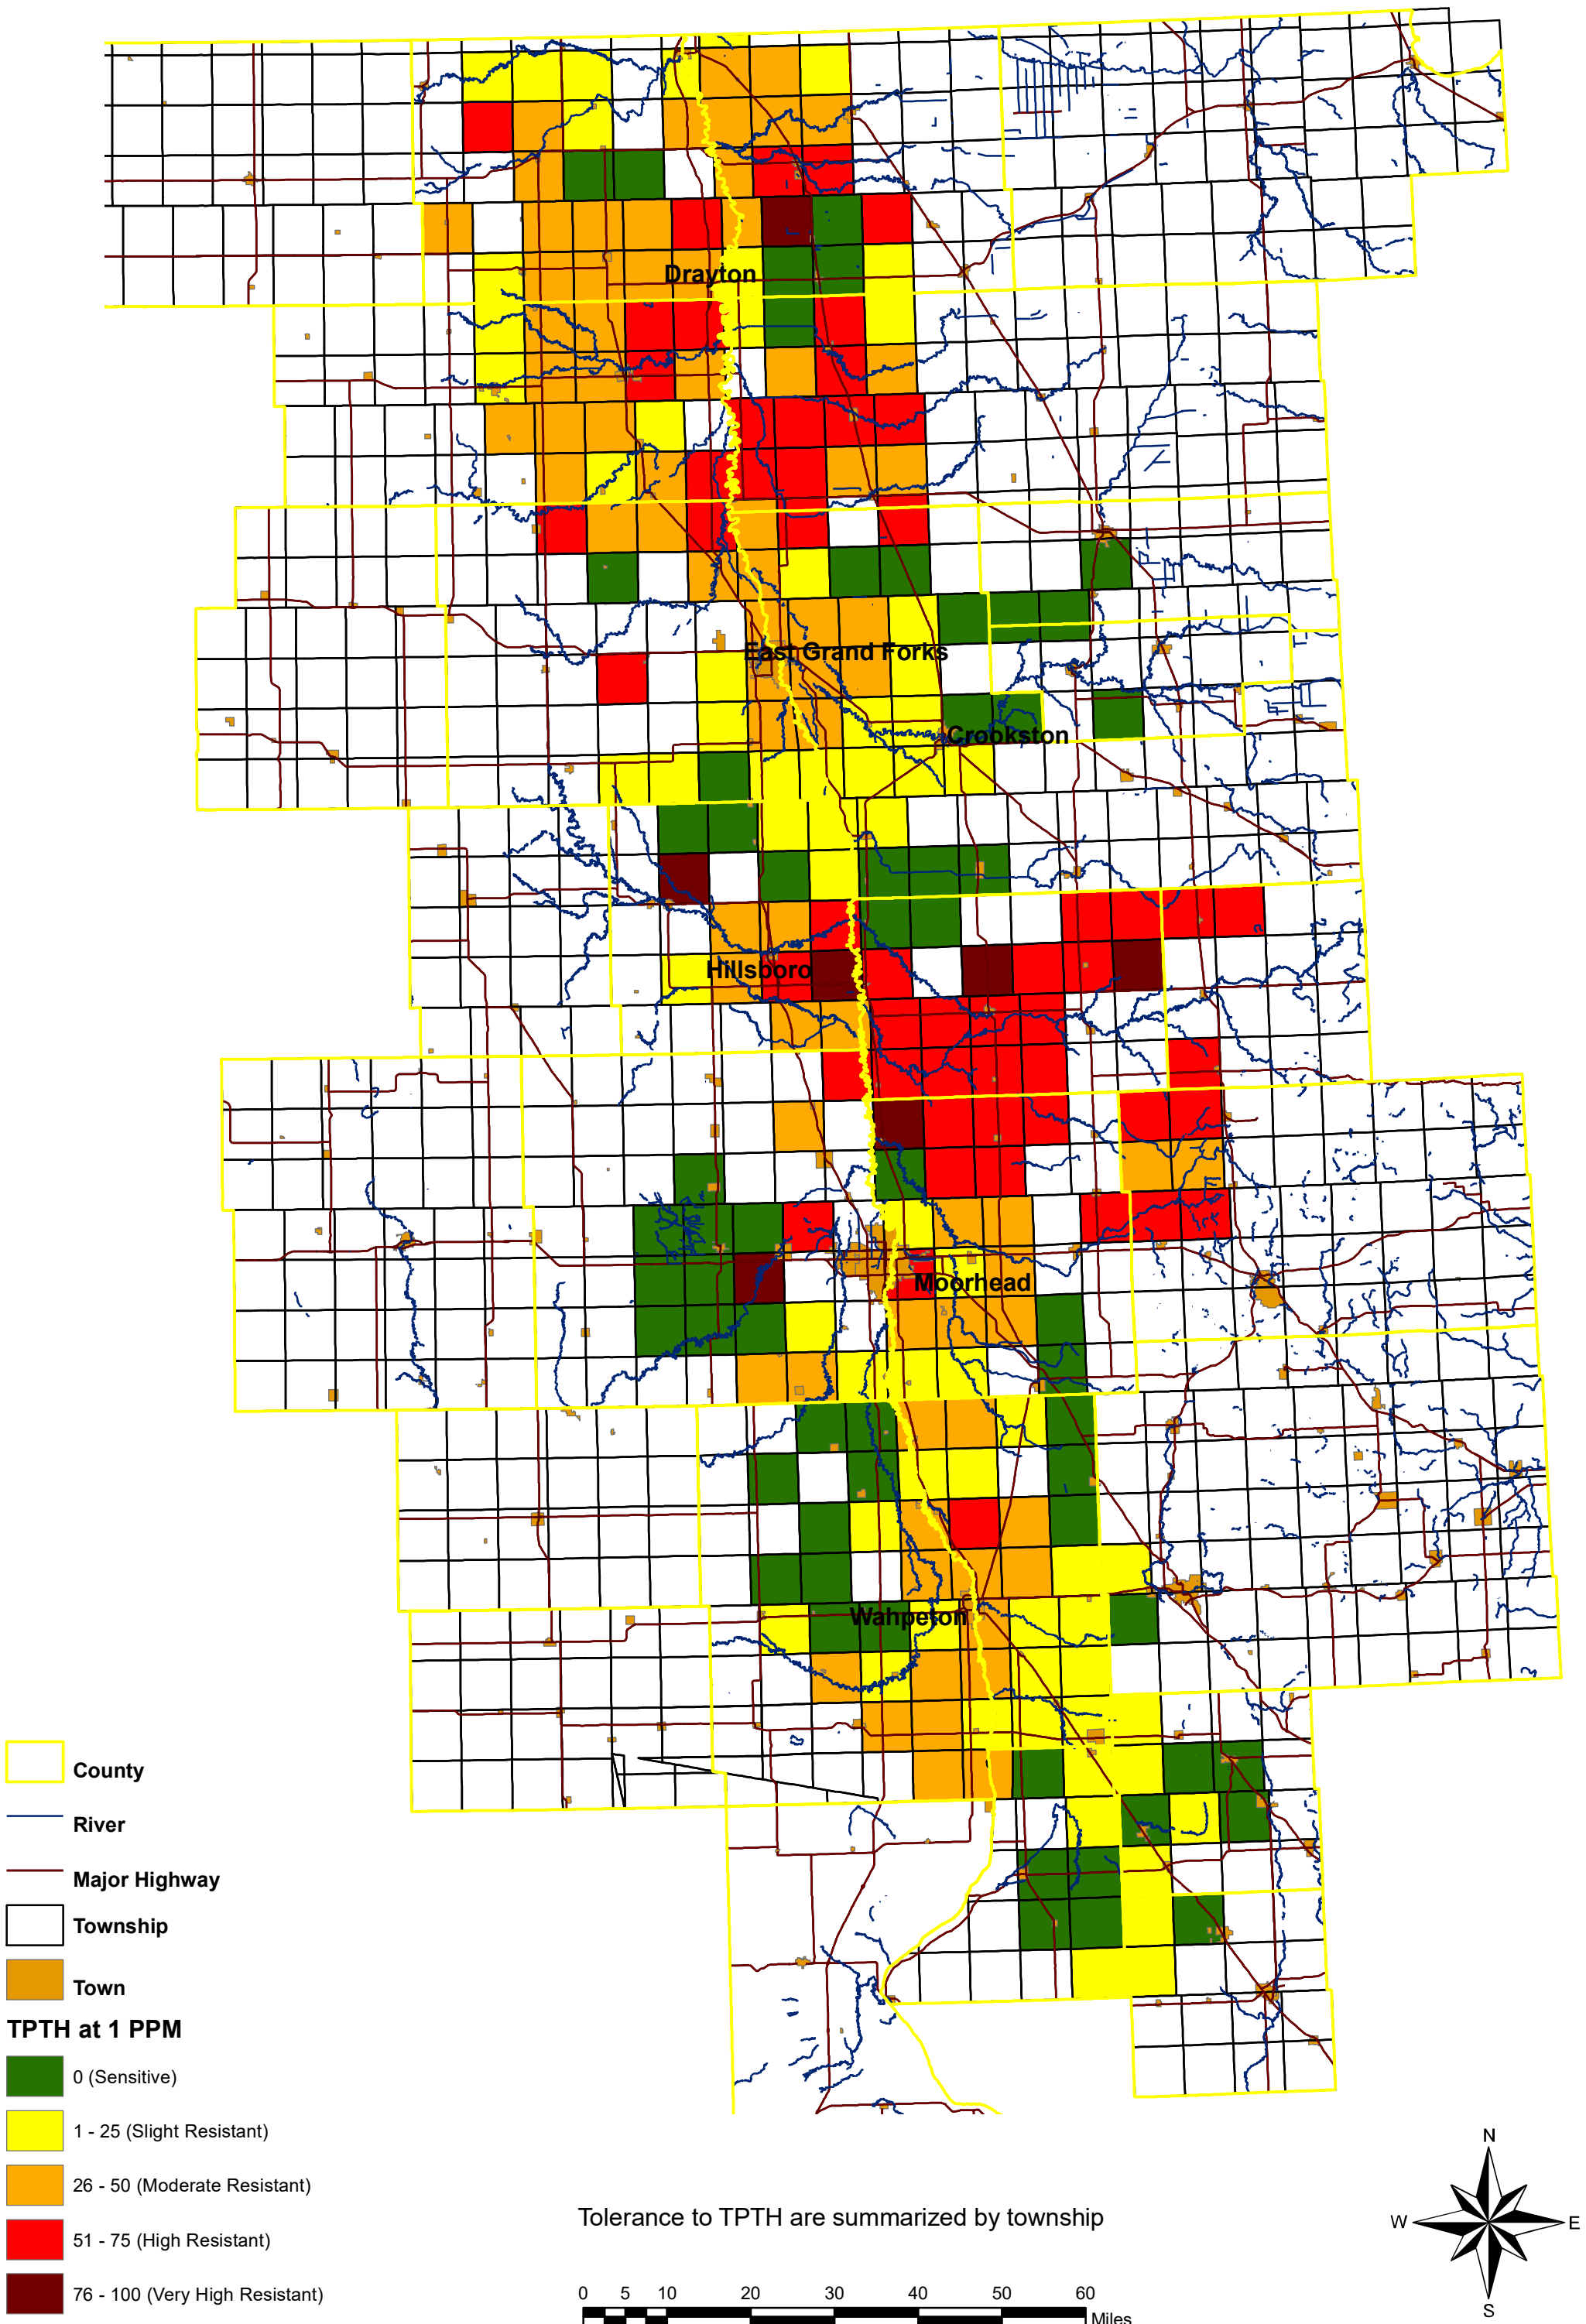 Drayton
East Grand Forks
Crookston
Hillsboro
Moorhead
Wahpeton
County
River
Major Highway
Township
Town
TPTH at 1 PPM
0 (Sensitive)
1 - 25 (Slight Resistant)
26 - 50 (Moderate Resistant)
51 - 75 (High Resistant)
76 - 100 (Very High Resistant)
Tolerance to TPTH are summarized by township
0 5 10 20 30 40 50 60
Miles
N
W E
S